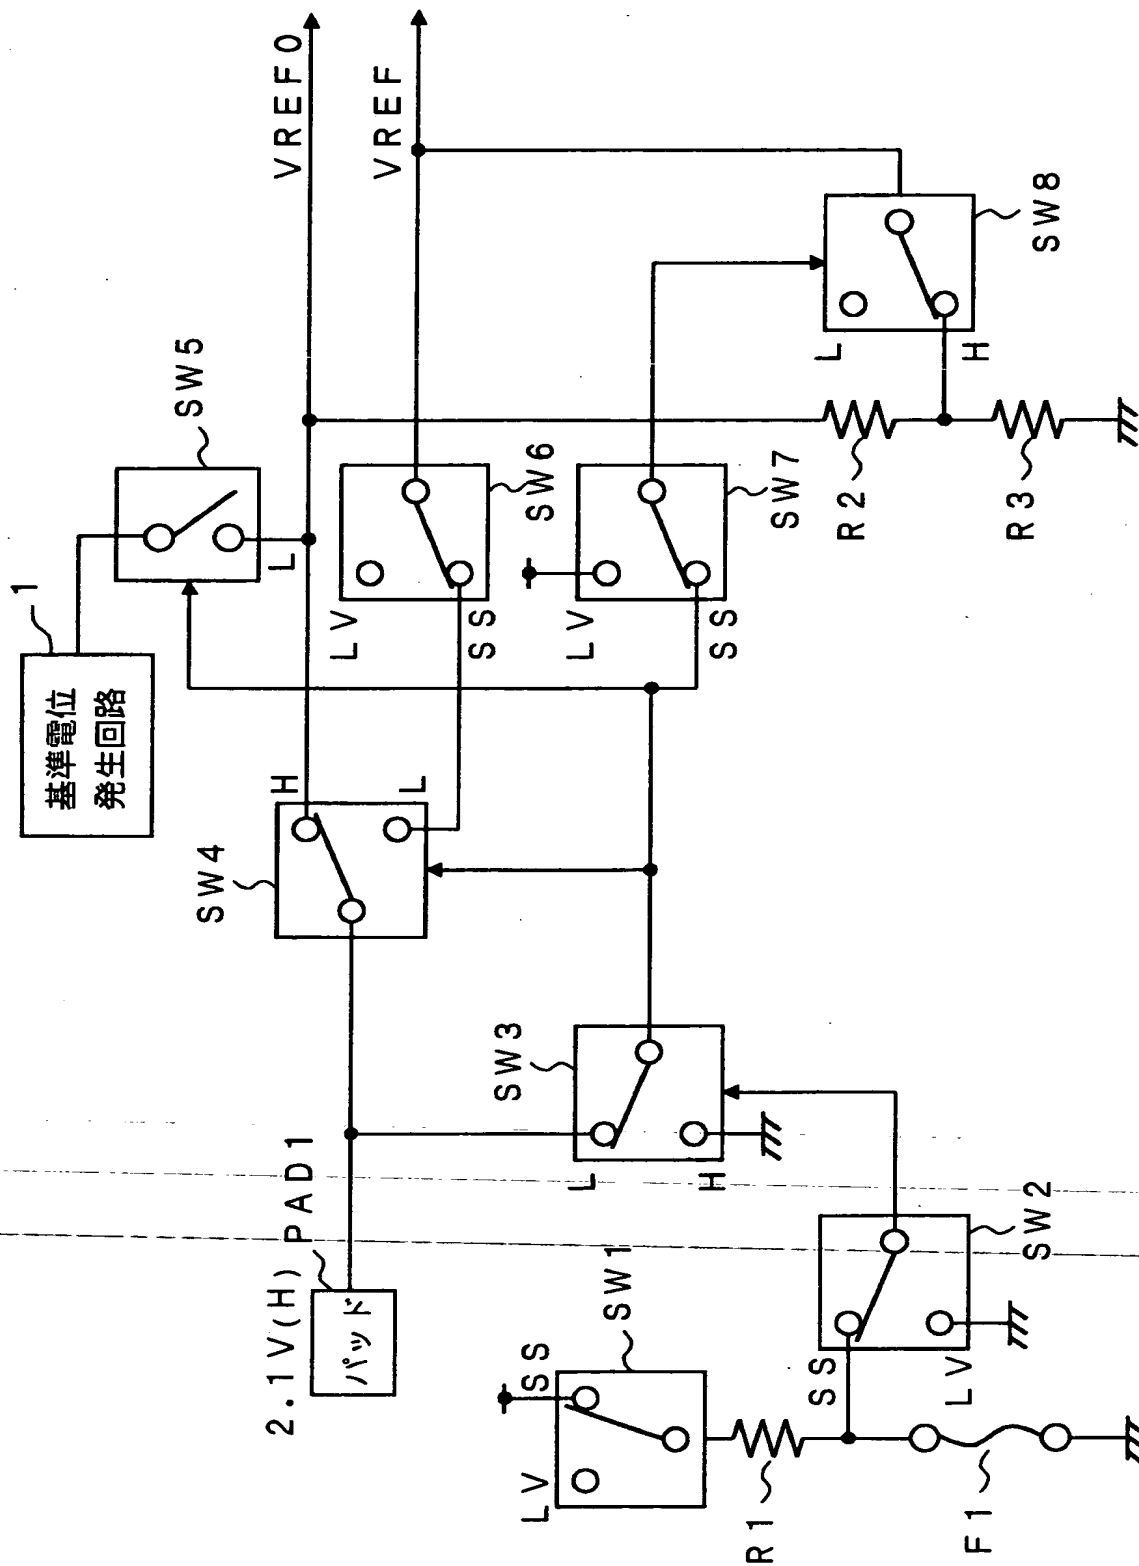 VREF0
VREF
SW5
1
基準電位
発生回路
L
H
L
SW4
LV
SS
SW6
LV
SS
SW7
L
H
SW8
R2
R3
2.1V(H)
PAD1
パッド
SW3
L
H
SW1
SS
LV
SW2
SS
LV
R1
F1